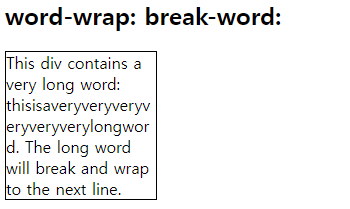 word-wrap: break-word:
This div contains a
very long word:
thisisaveryveryveryv
eryveryverylongwor
d. The long word
will break and wrap
to the next line.